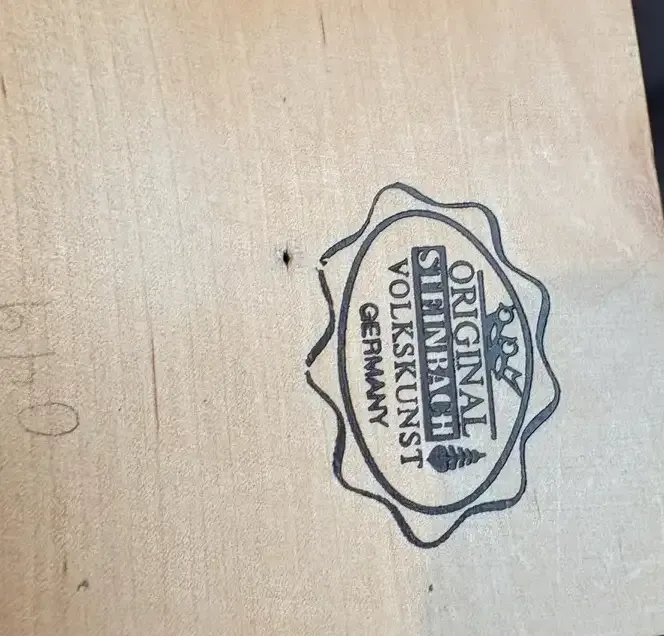 ORIGINAL
STEINBACH
VOLKSKUNST
GERMANY